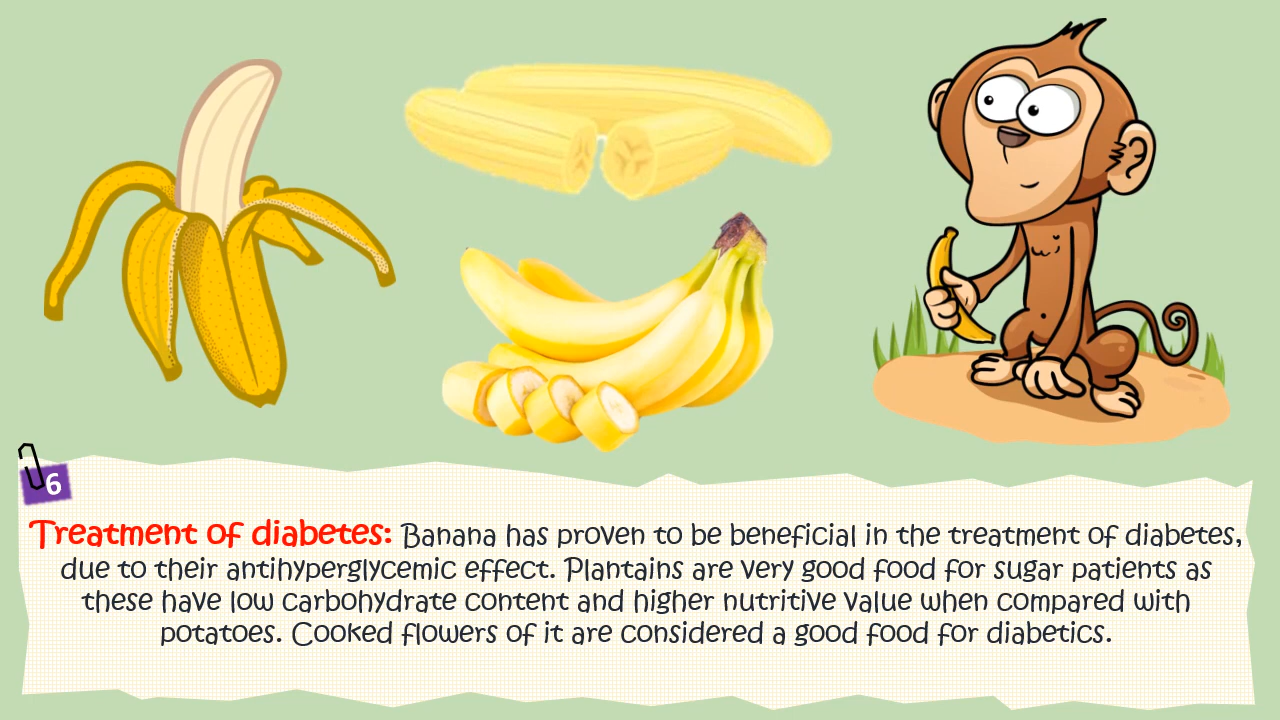 6
Treatment of diabetes: Banana has proven to be beneficial in the treatment of diabetes,
due to their antihyperglycemic effect. Plantains are very good food for sugar patients as
these have low carbohydrate content and higher nutritive value when compared with
potatoes. Cooked flowers of it are considered a good food for diabetics.